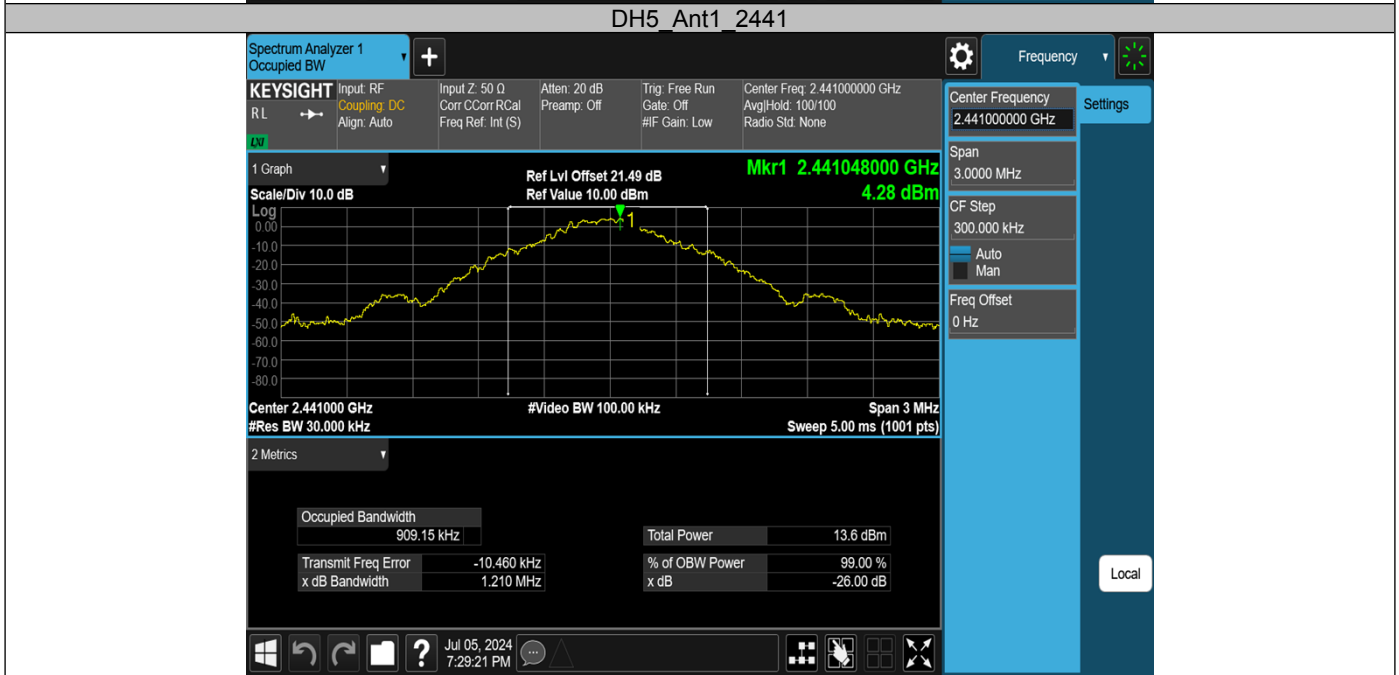 DH5_Ant1_2441
Spectrum Analyzer 1
Occupied BW
+
Frequency
KEYSIGHT
R L
LXI
Input: RF
Coupling: DC
Align: Auto
Input Z: 50 Ω
Corr CCorr RCal
Freq Ref: Int (S)
Atten: 20 dB
Preamp: Off
Trig: Free Run
Gate: Off
#IF Gain: Low
Center Freq: 2.441000000 GHz
Avg|Hold: 100/100
Radio Std: None
Center Frequency
2.441000000 GHz
Settings
Span
3.0000 MHz
CF Step
300.000 kHz
Auto
Man
Freq Offset
0 Hz
1 Graph
Scale/Div 10.0 dB
Ref Lvl Offset 21.49 dB
Ref Value 10.00 dBm
Mkr1 2.441048000 GHz
4.28 dBm
Log
1
0.00
-10.0
-20.0
-30.0
-40.0
-50.0
-60.0
-70.0
-80.0
Center 2.441000 GHz
#Res BW 30.000 kHz
#Video BW 100.00 kHz
Span 3 MHz
Sweep 5.00 ms (1001 pts)
2 Metrics
Occupied Bandwidth
909.15 kHz
Transmit Freq Error -10.460 kHz
x dB Bandwidth 1.210 MHz
Total Power 13.6 dBm
% of OBW Power 99.00 %
x dB -26.00 dB
Local
?
Jul 05, 2024
7:29:21 PM